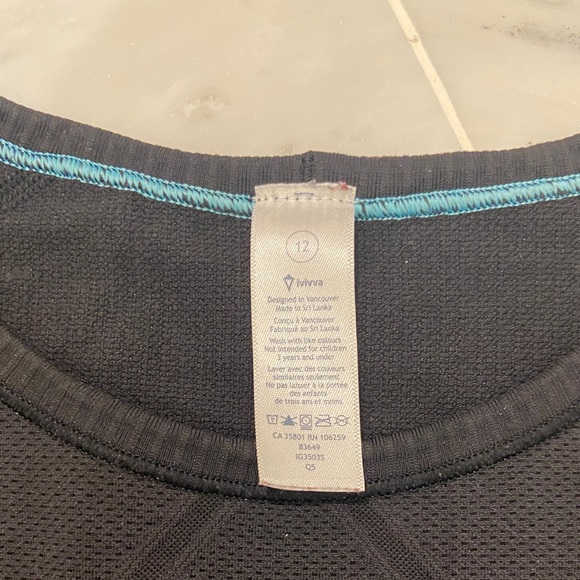 12
ivivva
Designed in Vancouver
Made in Sri Lanka
Conçu à Vancouver
Fabriqué au Sri Lanka
Wash with like colours
Not intended for children
3 years and under
Laver avec des couleurs
similaires seulement
Ne pas laisser à la portée
des enfants
de trois ans et moins
CA 35801 RN 106259
83649
IG3503S
Q5